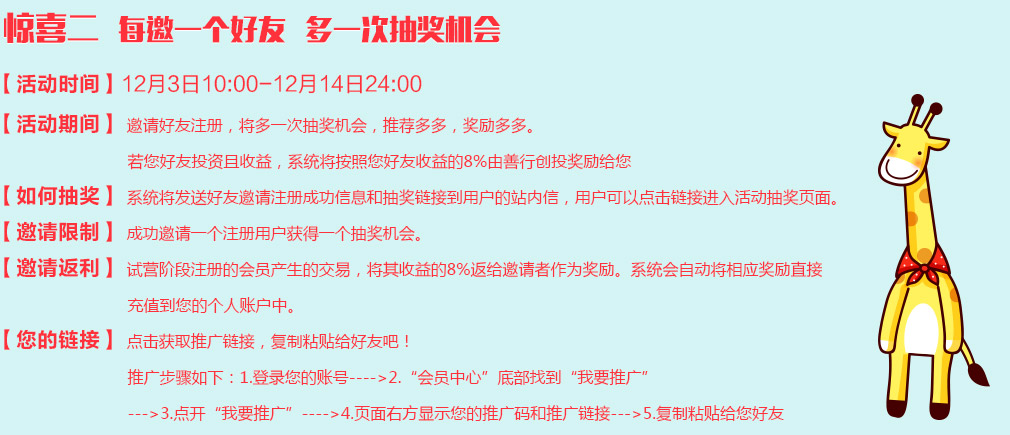 惊喜二 每邀一个好友 多一次抽奖机会
【活动时间】12月3日10:00-12月14日24:00
【活动期间】邀请好友注册，将多一次抽奖机会，推荐多多，奖励多多。
若您好友投资且收益，系统将按照您好友收益的8%由善行创投奖励给您
【如何抽奖】系统将发送好友邀请注册成功信息和抽奖链接到用户的站内信，用户可以点击链接进入活动抽奖页面。
【邀请限制】成功邀请一个注册用户获得一个抽奖机会。
【邀请返利】试营阶段注册的会员产生的交易，将其收益的8%返给邀请者作为奖励。系统会自动将相应奖励直接
充值到您的个人账户中。
【您的链接】点击获取推广链接，复制粘贴给好友吧！
推广步骤如下：1.登录您的账号---->2.“会员中心”底部找到“我要推广”
--->3.点开“我要推广”---->4.页面右方显示您的推广码和推广链接--->5.复制粘贴给您好友